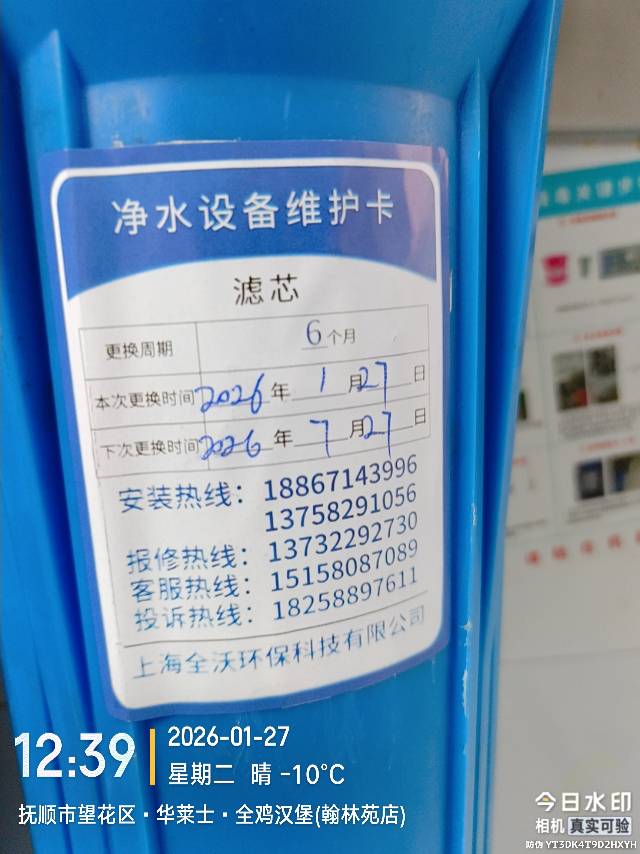 净水设备维护卡
滤芯
更换周期 6个月
本次更换时间 2026年 1月27日
下次更换时间 2026年 7月27日
安装热线：18867143996
13758291056
报修热线：13732292730
客服热线：15158087089
投诉热线：18258897611
上海全沃环保科技有限公司
12:39
2026-01-27
星期二 晴 -10℃
抚顺市望花区·华莱士·全鸡汉堡(翰林苑店)
今日水印
相机 真实可验
防伪 YT3DK4T9D2HXYH